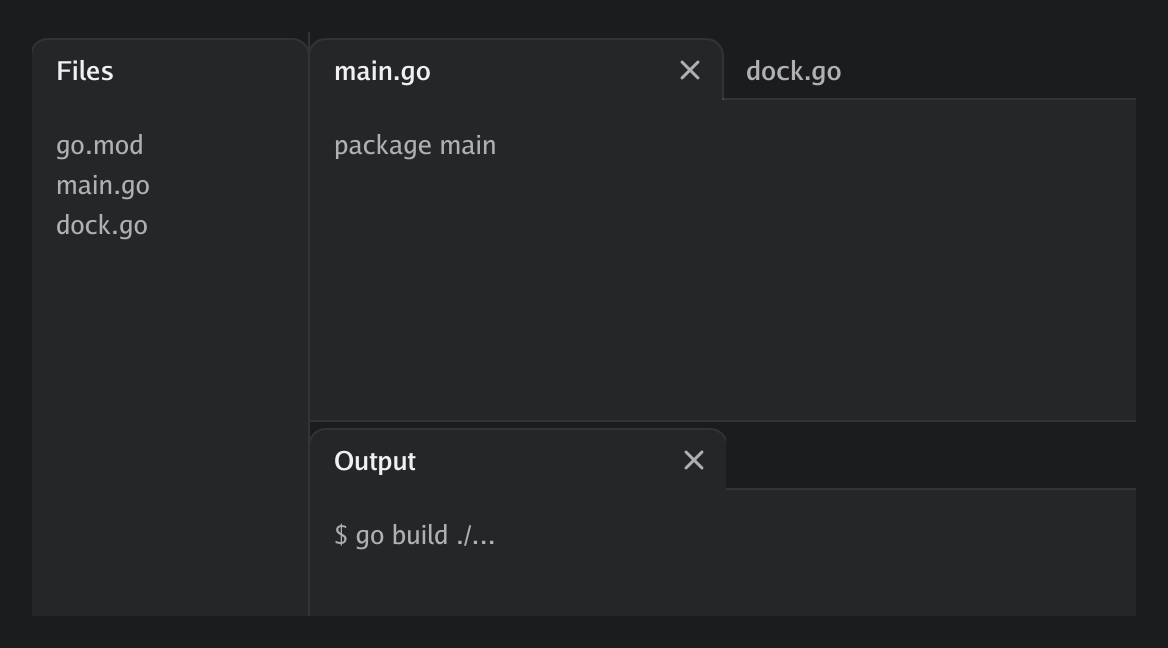 Files
go.mod
main.go
dock.go
main.go
dock.go
package main
Output
$ go build ./...